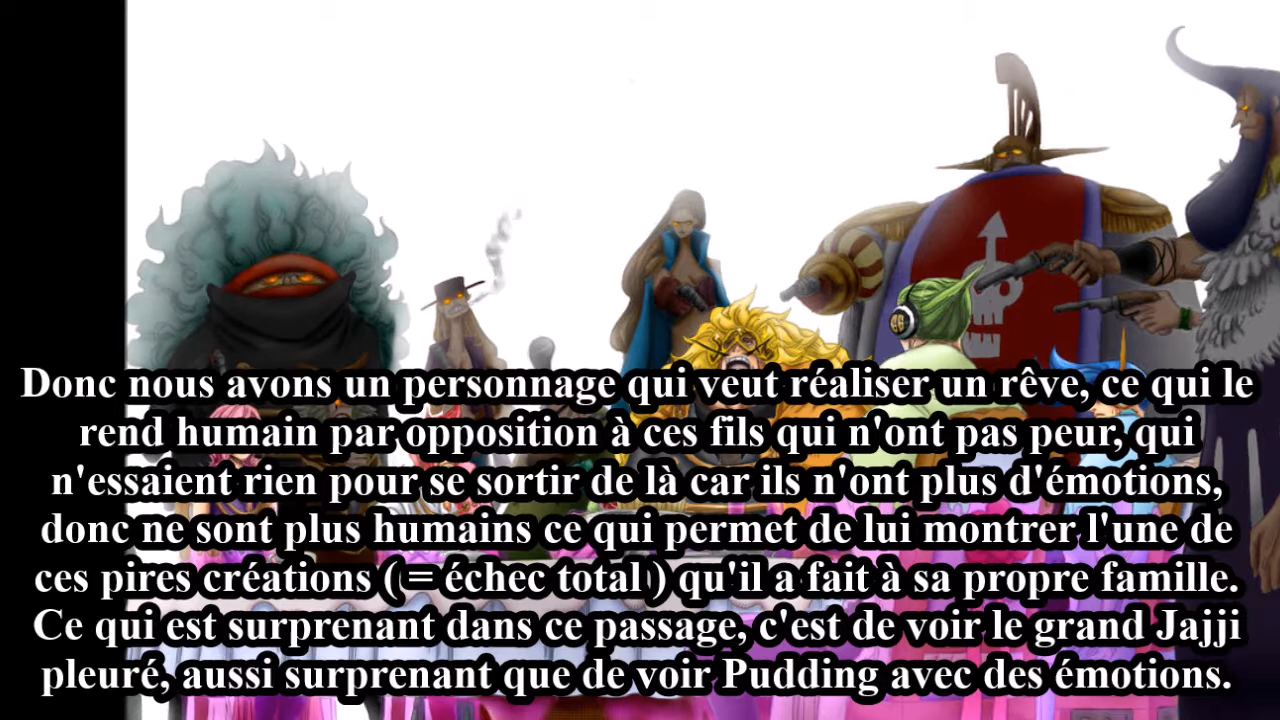 Donc nous avons un personnage qui veut réaliser un rêve, ce qui le
rend humain par opposition à ces fils qui n'ont pas peur, qui
n'essaient rien pour se sortir de là car ils n'ont plus d'émotions,
donc ne sont plus humains ce qui permet de lui montrer l'une de
ces pires créations ( = échec total ) qu'il a fait à sa propre famille.
Ce qui est surprenant dans ce passage, c'est de voir le grand Jajji
pleuré, aussi surprenant que de voir Pudding avec des émotions.